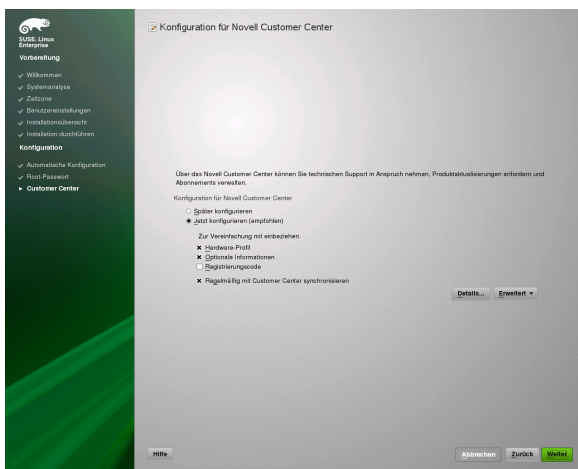 SUSE. Linux
Enterprise
Vorbereitung
Willkommen
Systemanalyse
Zeitzone
Benutzereinstellungen
Installationsübersicht
Installation durchführen
Konfiguration
Automatische Konfiguration
Root-Passwort
Customer Center
Konfiguration für Novell Customer Center
Über das Novell Customer Center können Sie technischen Support in Anspruch nehmen, Produktaktualisierungen anfordern und
Abonnements verwalten.
Konfiguration für Novell Customer Center
Später konfigurieren
Jetzt konfigurieren (empfohlen)
Zur Vereinfachung mit einbeziehen
Hardware-Profil
Optionale Informationen
Registrierungscode
Regelmäßig mit Customer Center synchronisieren
Details... Erweitert
Hilfe Abbrechen Zurück Weiter